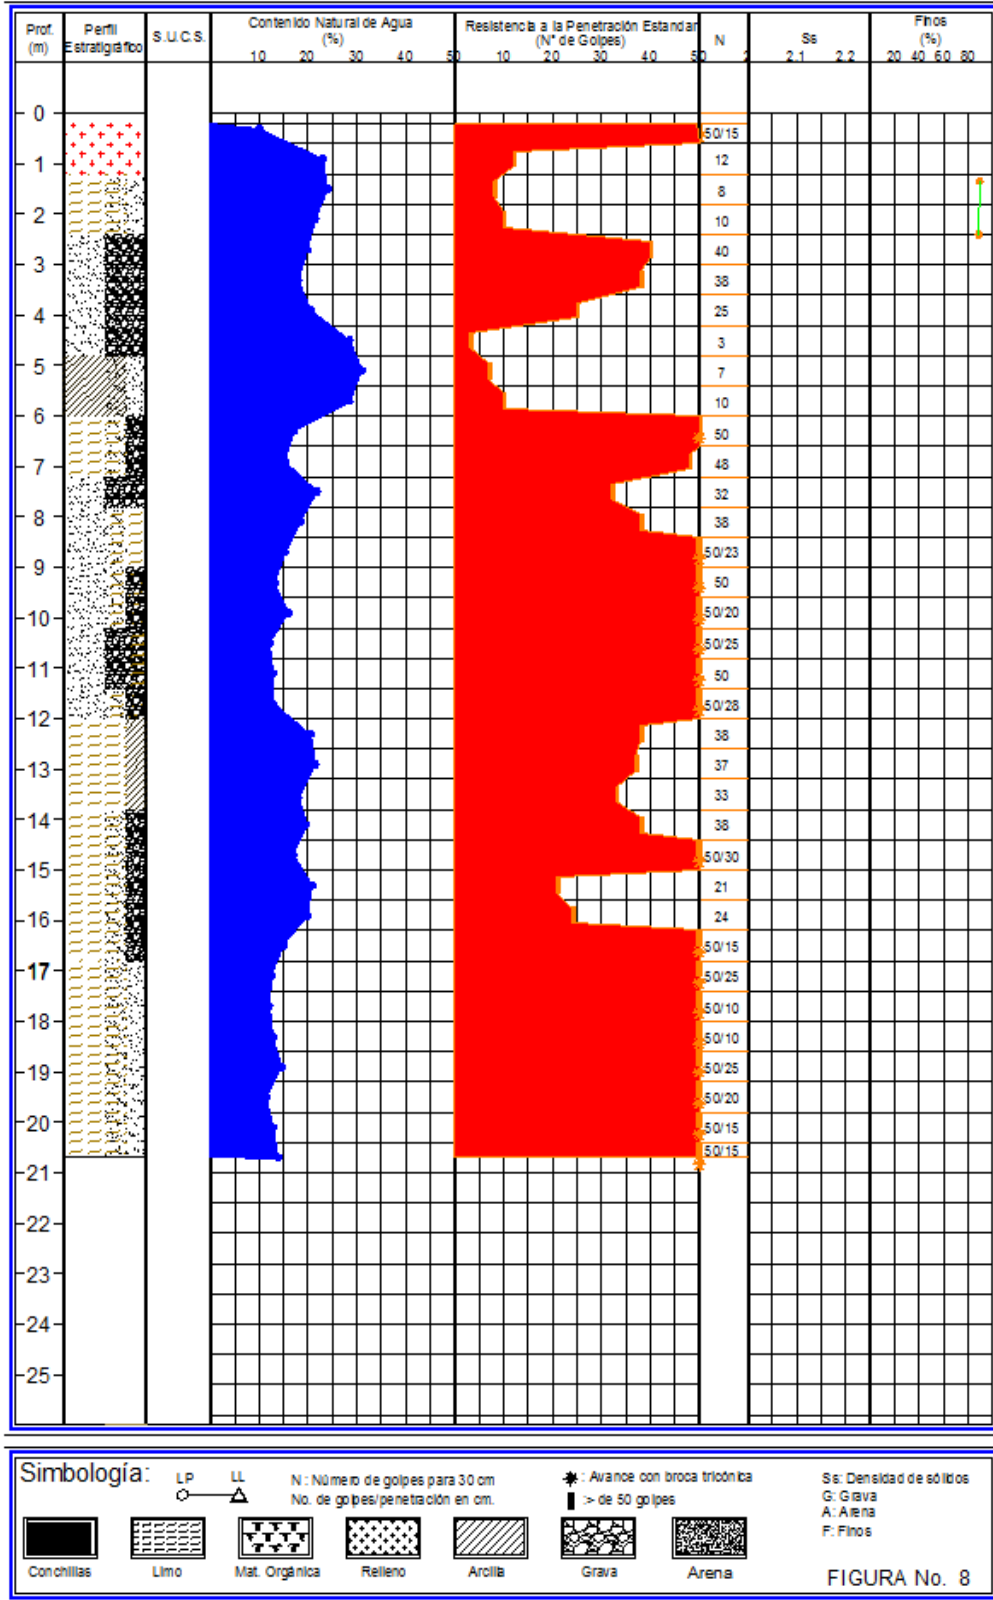 Prof.
(m)
Perfil
Estratigráfico
S.U.C.S.
Contenido Natural de Agua
(%)
10 20 30 40 50
Resistencia a la Penetración Estandar
(N° de Golpes)
10 20 30 40 50
N
Ss
2.1 2.2
Finos
(%)
20 40 60 80
0
50/15
1
12
8
2
10
40
3
38
4
25
3
5
7
10
6
50
7
48
32
8
38
50/23
9
50
10
50/20
50/25
11
50
50/28
12
38
13
37
33
14
38
50/30
15
21
16
24
50/15
17
50/25
50/10
18
50/10
19
50/25
50/20
20
50/15
50/15
21
22
23
24
25
Simbología:
LP LL
N : Número de golpes para 30 cm
No. de golpes/penetración en cm.
: Avance con broca tricónica
: > de 50 golpes
Ss: Densidad de sólidos
G: Grava
A: Arena
F: Finos
Conchillas Limo Mat. Orgánica Relleno Arcilla Grava Arena
FIGURA No. 8